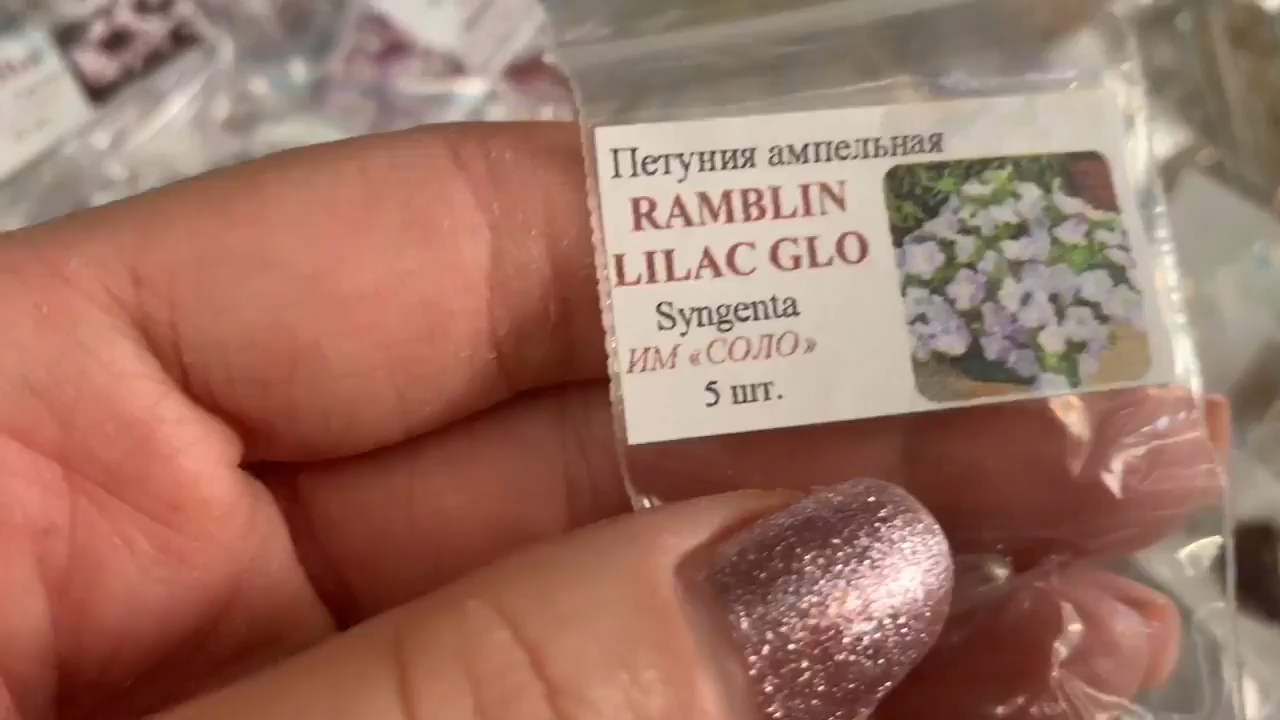 Петуния ампельная
RAMBLIN
LILAC GLO
Syngenta
ИМ «СОЛО»
5 шт.